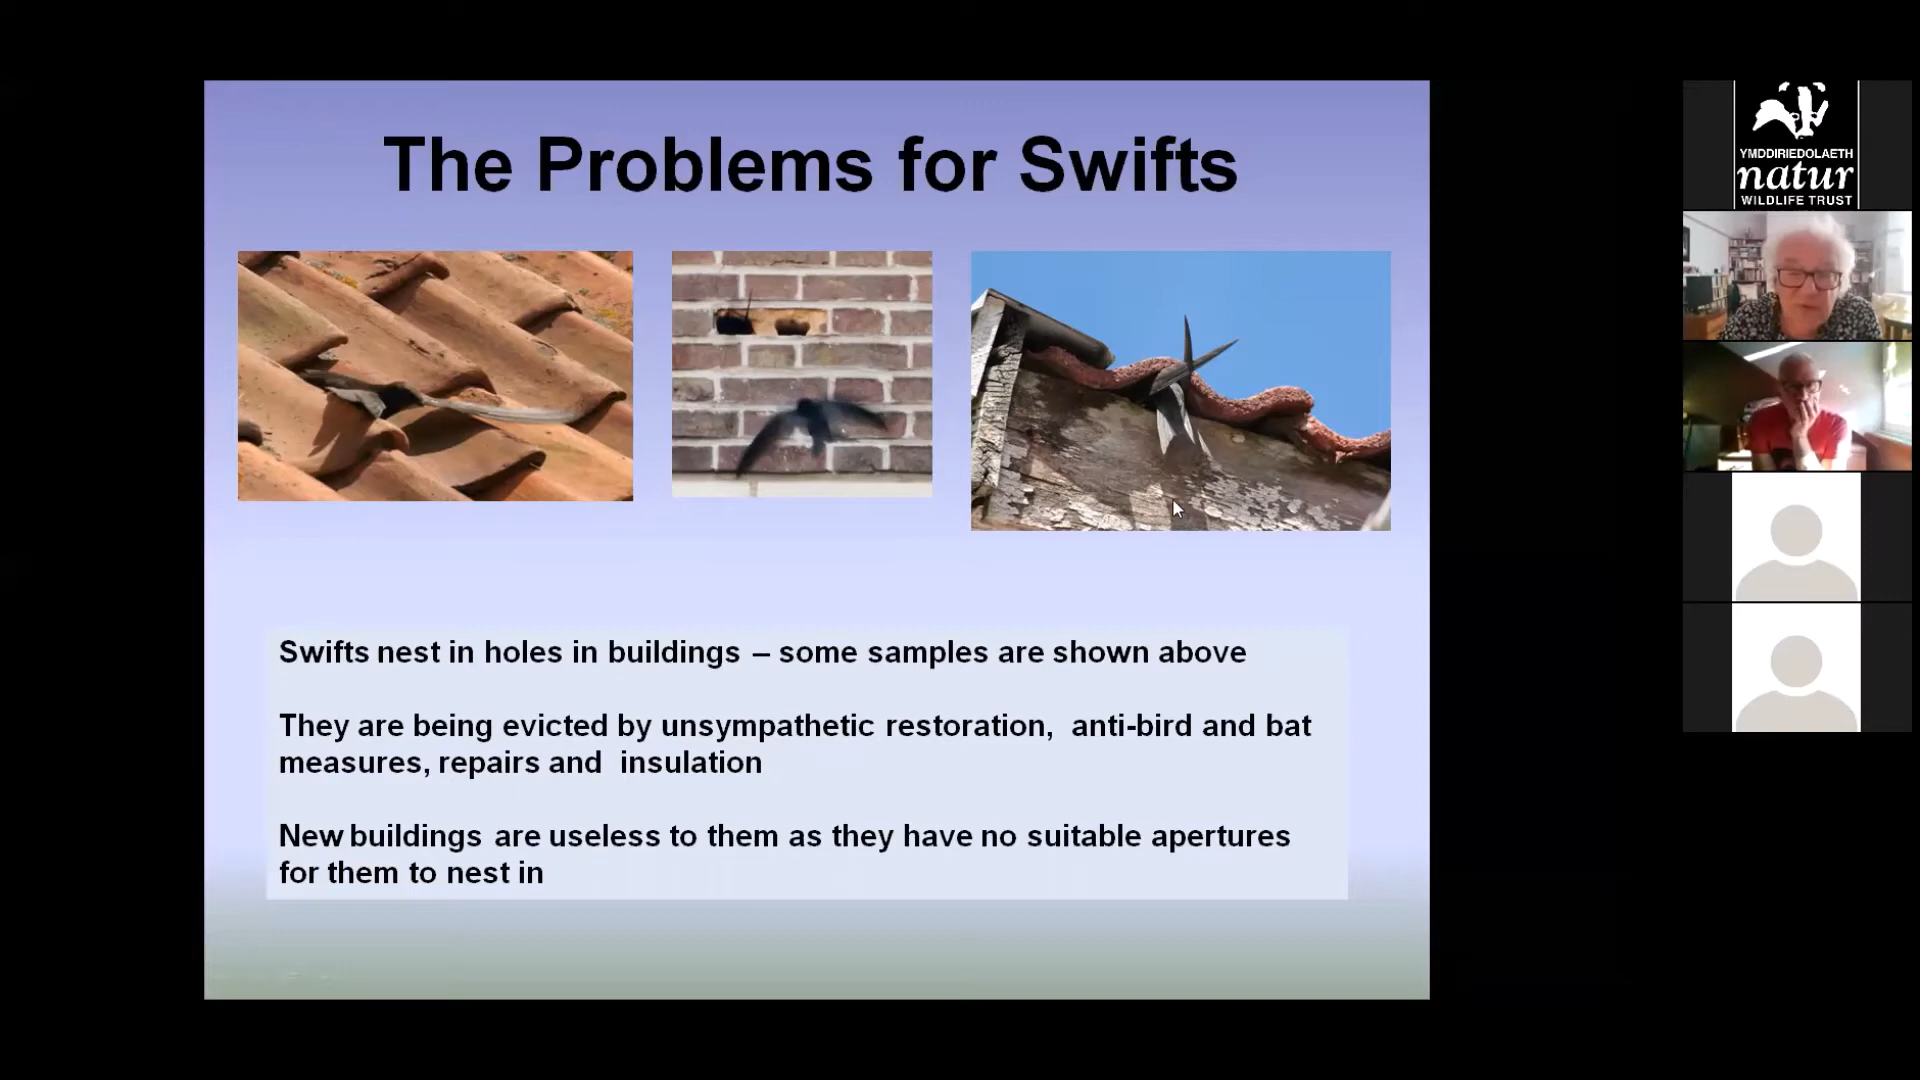 The Problems for Swifts
Swifts nest in holes in buildings – some samples are shown above
They are being evicted by unsympathetic restoration, anti-bird and bat
measures, repairs and insulation
New buildings are useless to them as they have no suitable apertures
for them to nest in
YMDDIRIEDOLAETH
natur
WILDLIFE TRUST